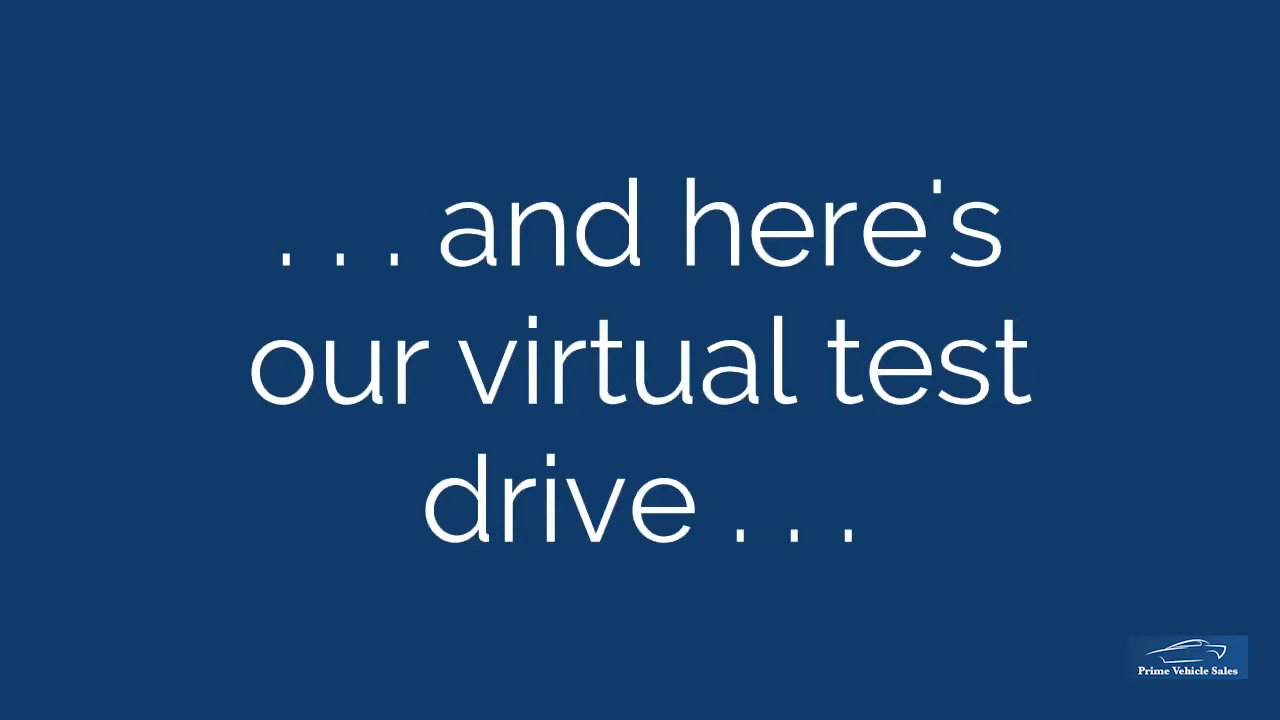 . . . and here's
our virtual test
drive . . .
Prime Vehicle Sales